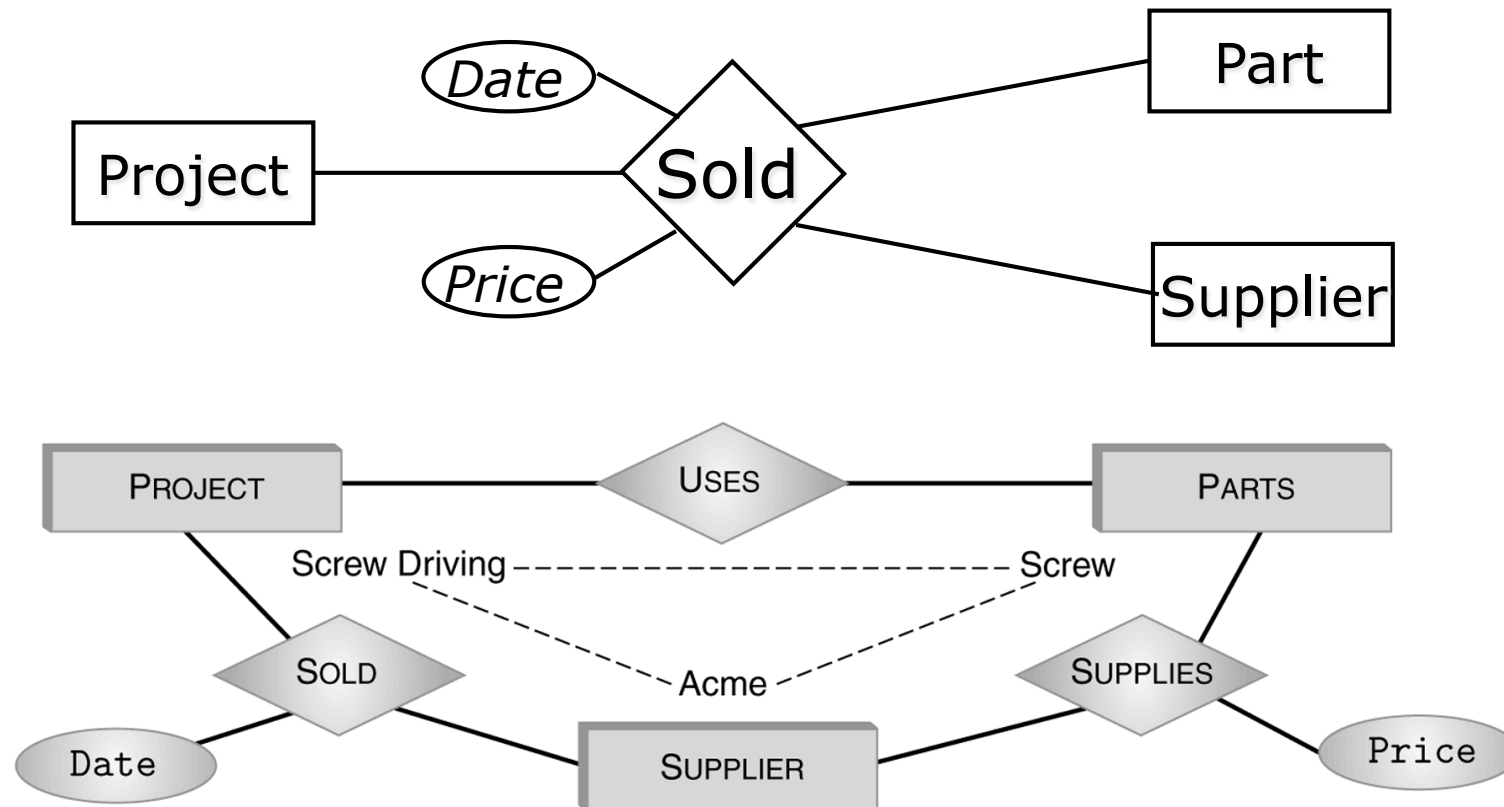 Date
Part
Project
Sold
Price
Supplier
PROJECT
USES
PARTS
Screw Driving
Screw
SOLD
Acme
SUPPLIES
Date
SUPPLIER
Price